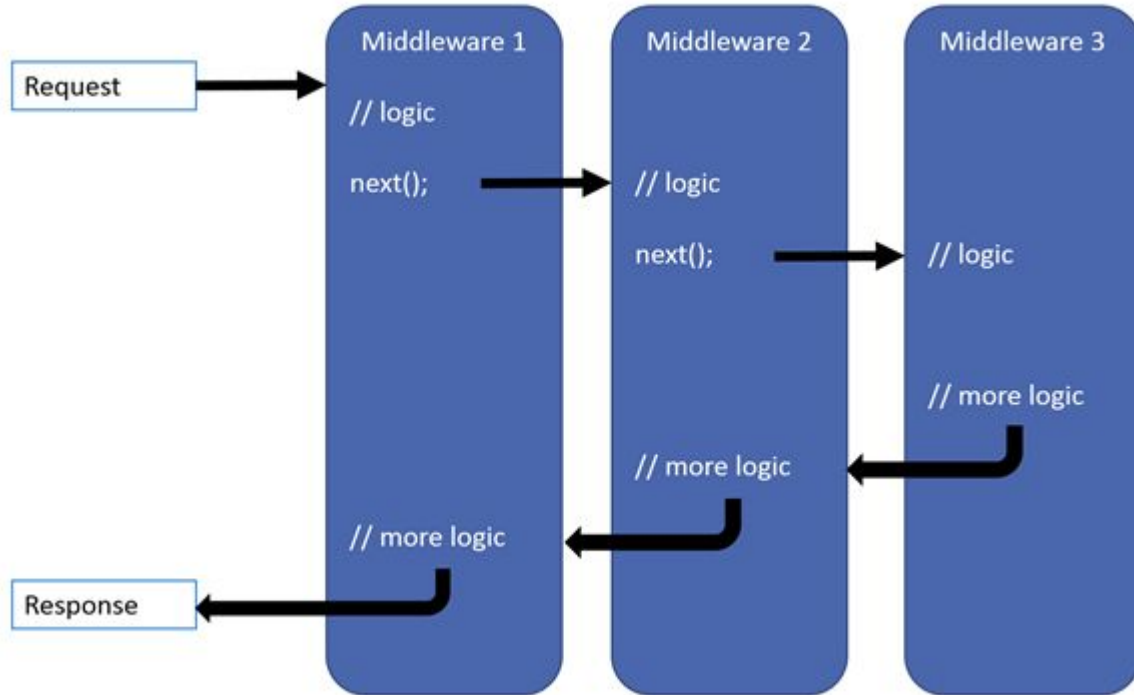 Middleware 1
Middleware 2
Middleware 3
Request
// logic
next();
// logic
next();
// logic
// more logic
// more logic
// more logic
Response